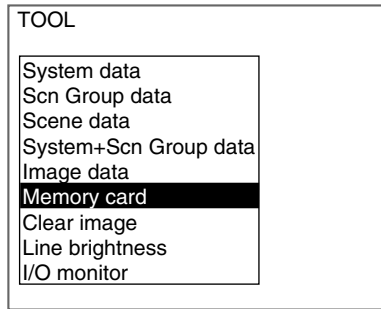 TOOL
System data
Scn Group data
Scene data
System+Scn Group data
Image data
Memory card
Clear image
Line brightness
I/O monitor